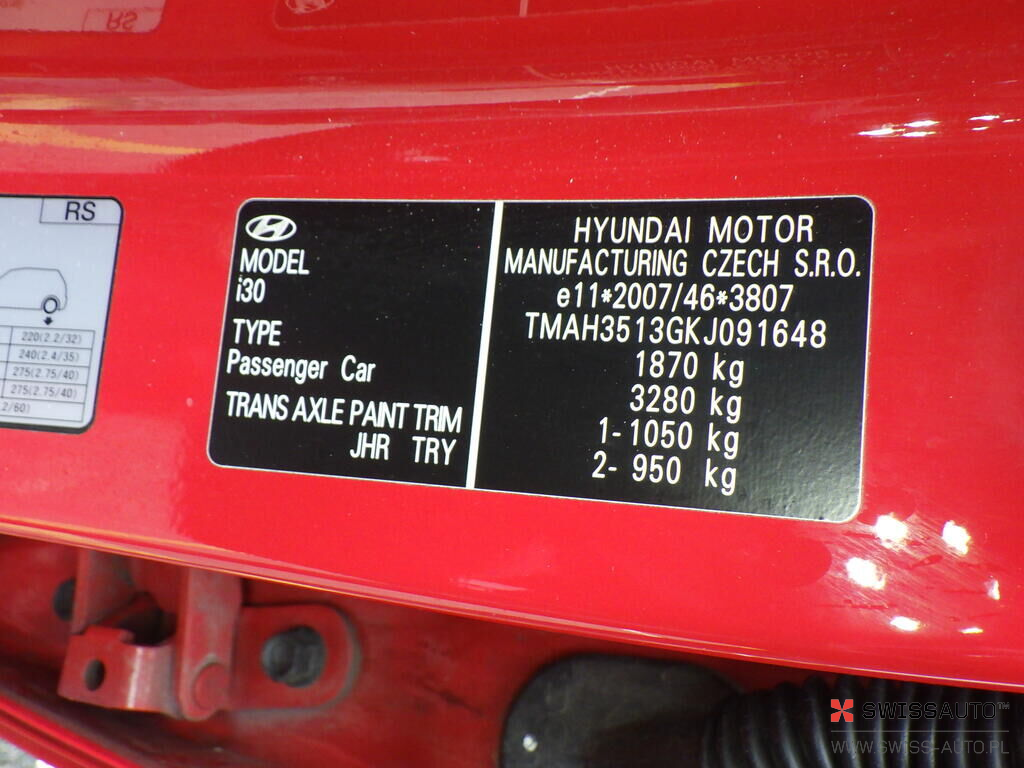 RS
220(2.2/32)
240(2.4/35)
275(2.75/40)
275(2.75/40)
.2/60)
MODEL
i30
TYPE
Passenger Car
TRANS AXLE PAINT TRIM
JHR TRY
HYUNDAI MOTOR
MANUFACTURING CZECH S.R.O.
e11*2007/46*3807
TMAH3513GKJ091648
1870 kg
3280 kg
1- 1050 kg
2- 950 kg
SWISSAUTO™
WWW.SWISS-AUTO.PL